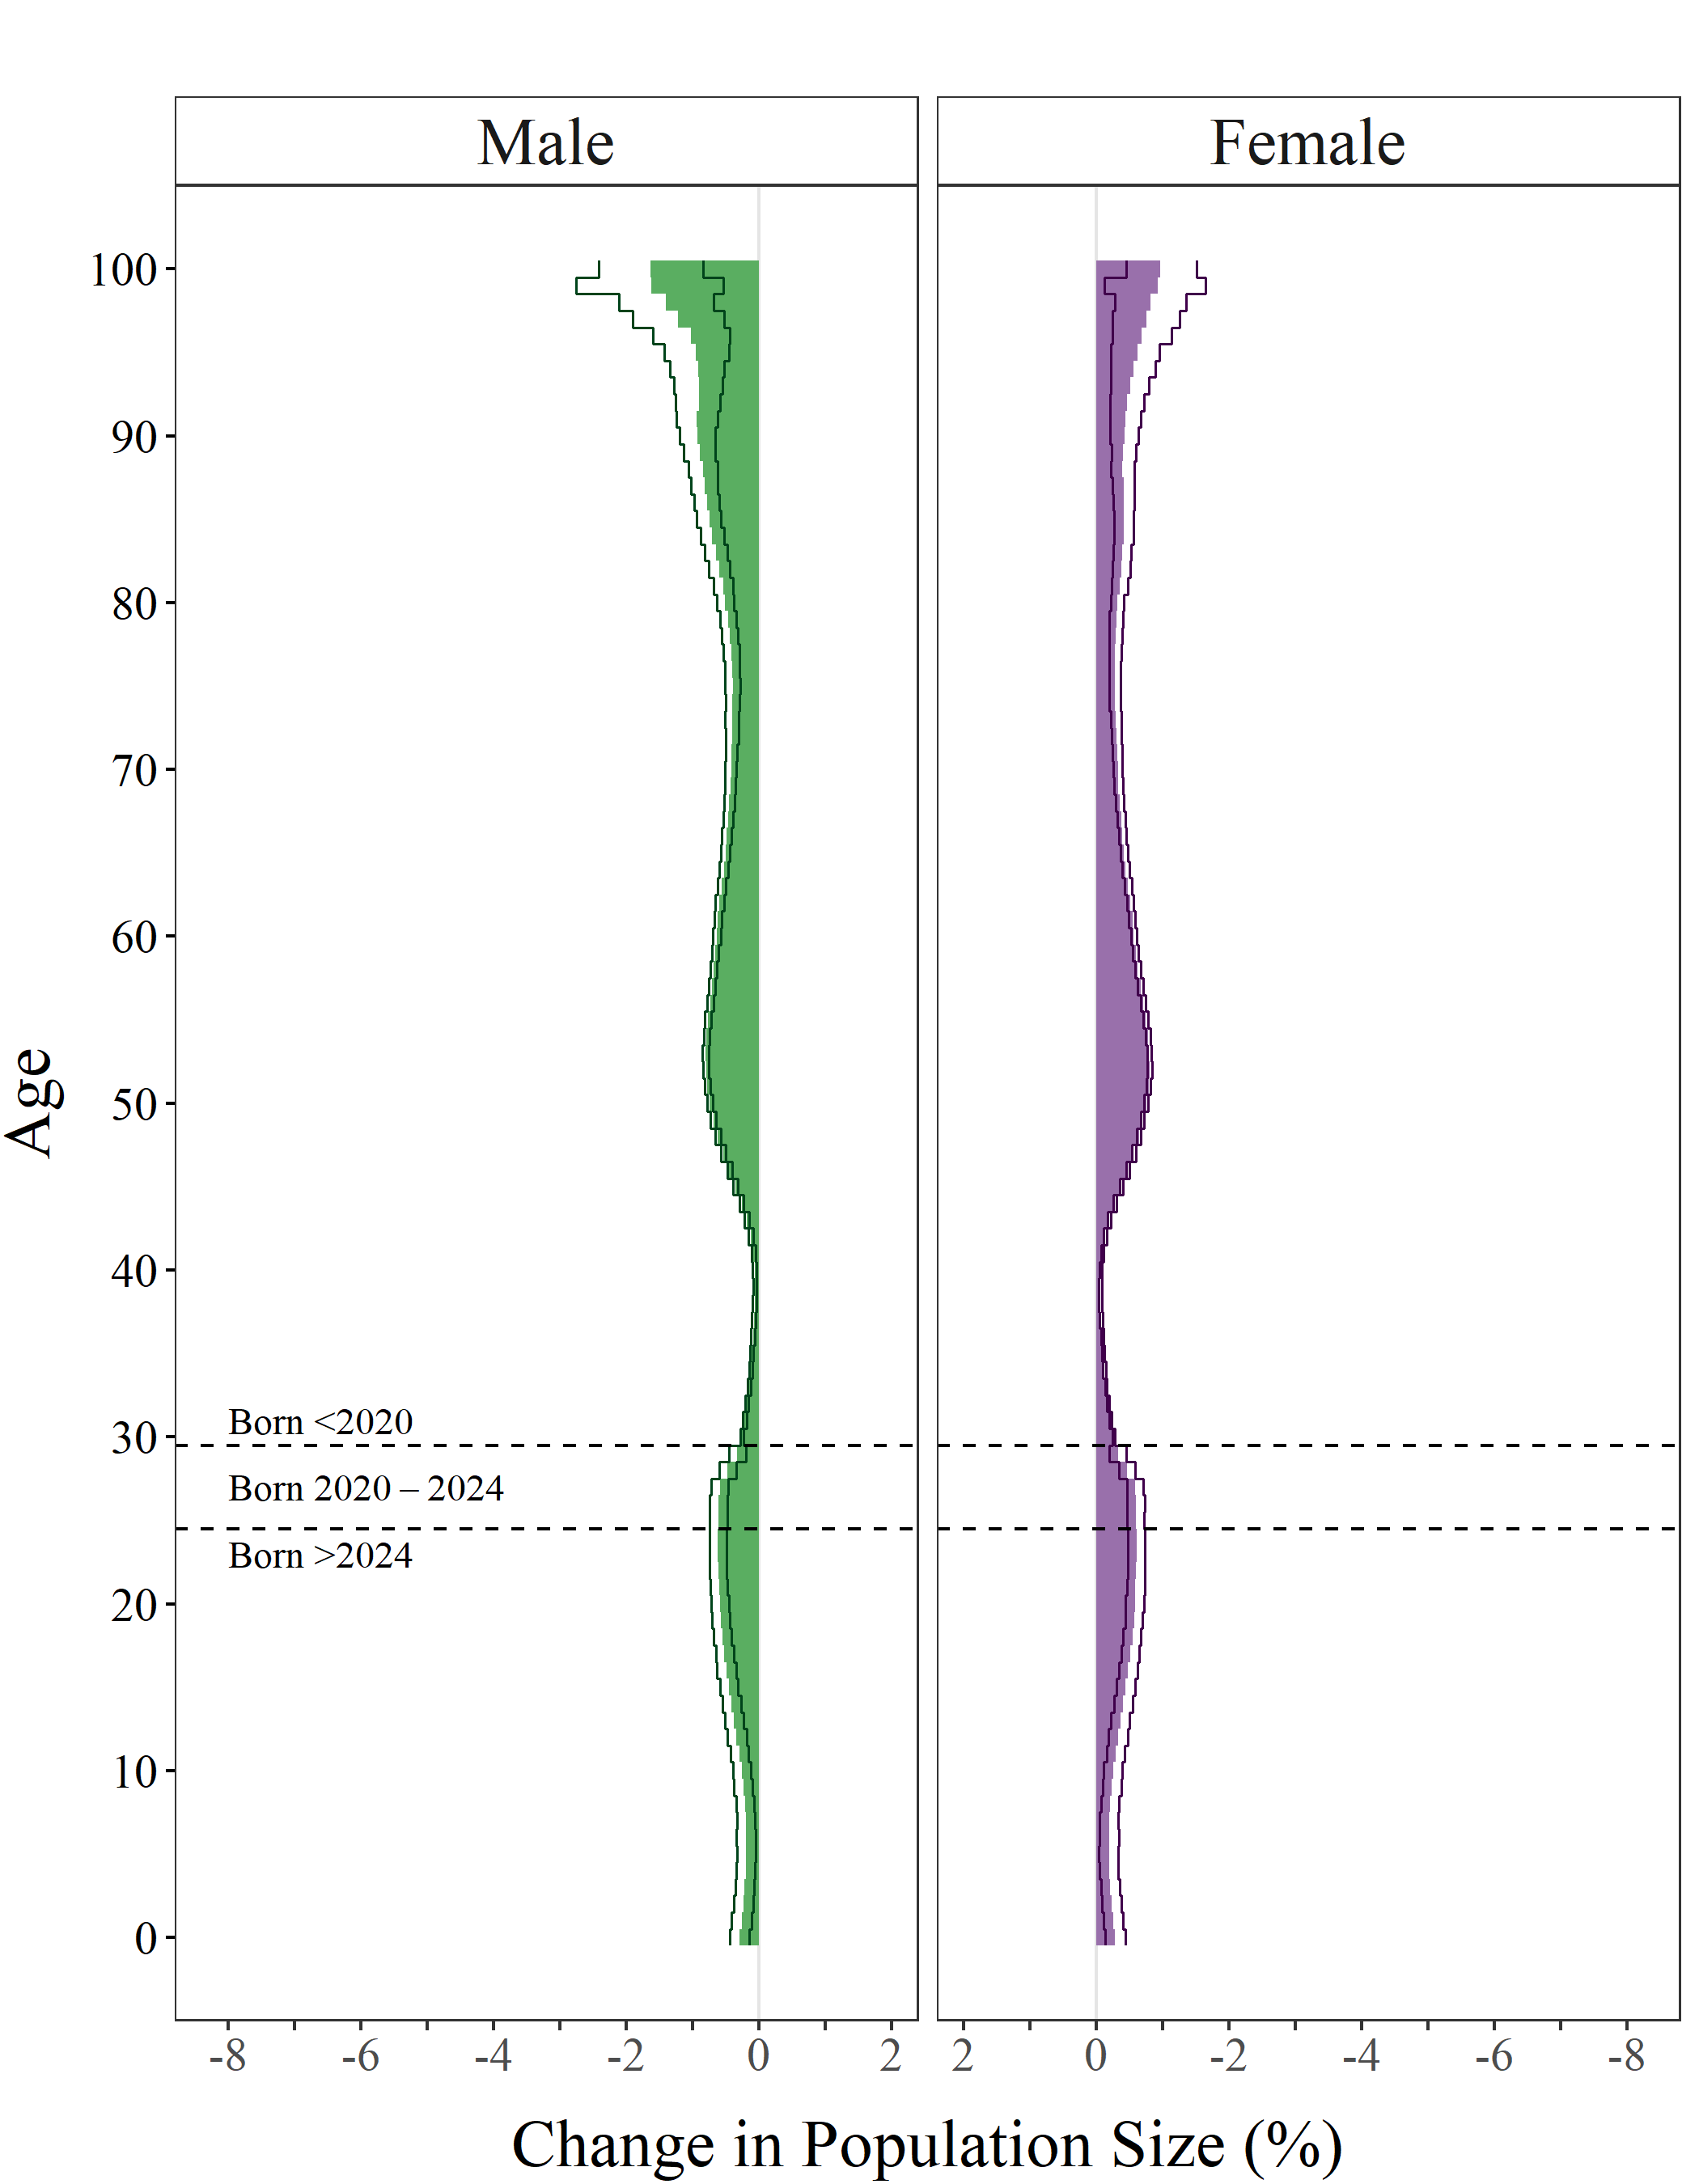 Male Female
100
90
80
70
60
50
40
30
20
10
0
Age
Born <2020
Born 2020 – 2024
Born >2024
-8 -6 -4 -2 0 2 2 0 -2 -4 -6 -8
Change in Population Size (%)